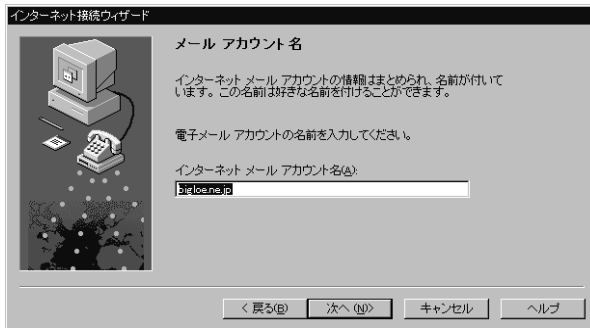 インターネット接続ウィザード
メール アカウント名
インターネット メール アカウントの情報はまとめられ、名前が付いて
います。この名前は好きな名前を付けることができます。
電子メール アカウントの名前を入力してください。
インターネット メール アカウント名(A):
bigloe.ne.jp
< 戻る(B)
次へ (N)>
キャンセル
ヘルプ